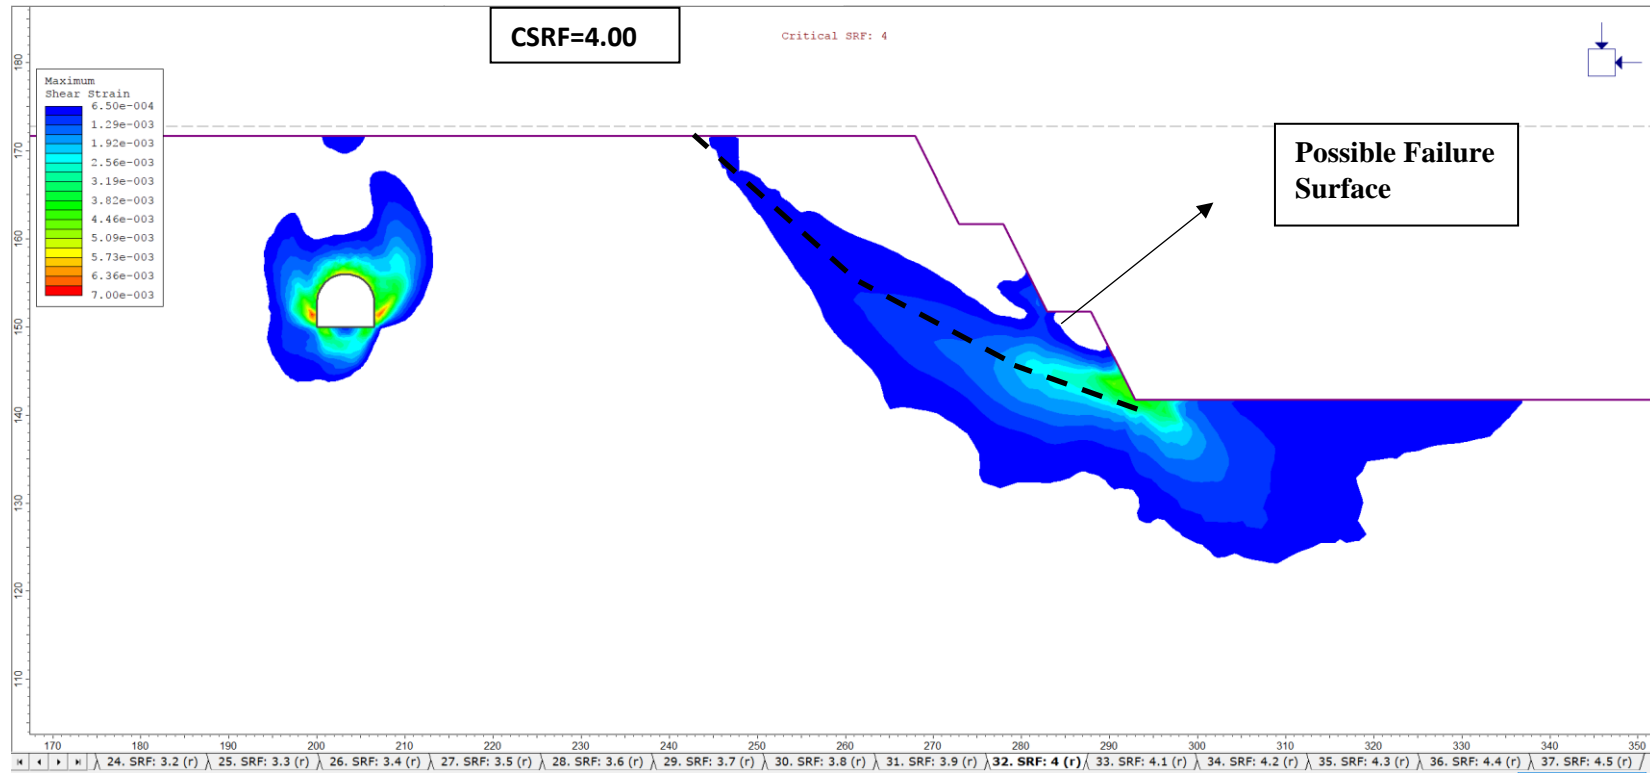 CSRF=4.00
Critical SRF: 4
Maximum
Shear Strain
6.50e-004
1.29e-003
1.92e-003
2.56e-003
3.19e-003
3.82e-003
4.46e-003
5.09e-003
5.73e-003
6.36e-003
7.00e-003
Possible Failure
Surface
180
170
160
150
140
130
120
110
170 180 190 200 210 220 230 240 250 260 270 280 290 300 310 320 330 340 350
24. SRF: 3.2 (r) 25. SRF: 3.3 (r) 26. SRF: 3.4 (r) 27. SRF: 3.5 (r) 28. SRF: 3.6 (r) 29. SRF: 3.7 (r) 30. SRF: 3.8 (r) 31. SRF: 3.9 (r) 32. SRF: 4 (r) 33. SRF: 4.1 (r) 34. SRF: 4.2 (r) 35. SRF: 4.3 (r) 36. SRF: 4.4 (r) 37. SRF: 4.5 (r)